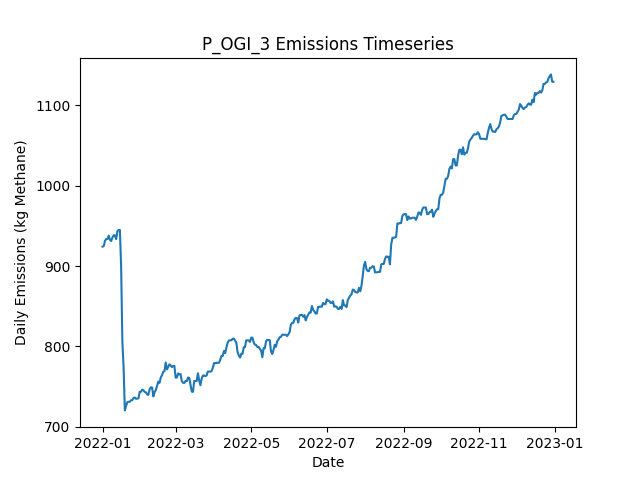 P_OGI_3 Emissions Timeseries
Daily Emissions (kg Methane)
1100
1000
900
800
700
2022-01 2022-03 2022-05 2022-07 2022-09 2022-11 2023-01
Date